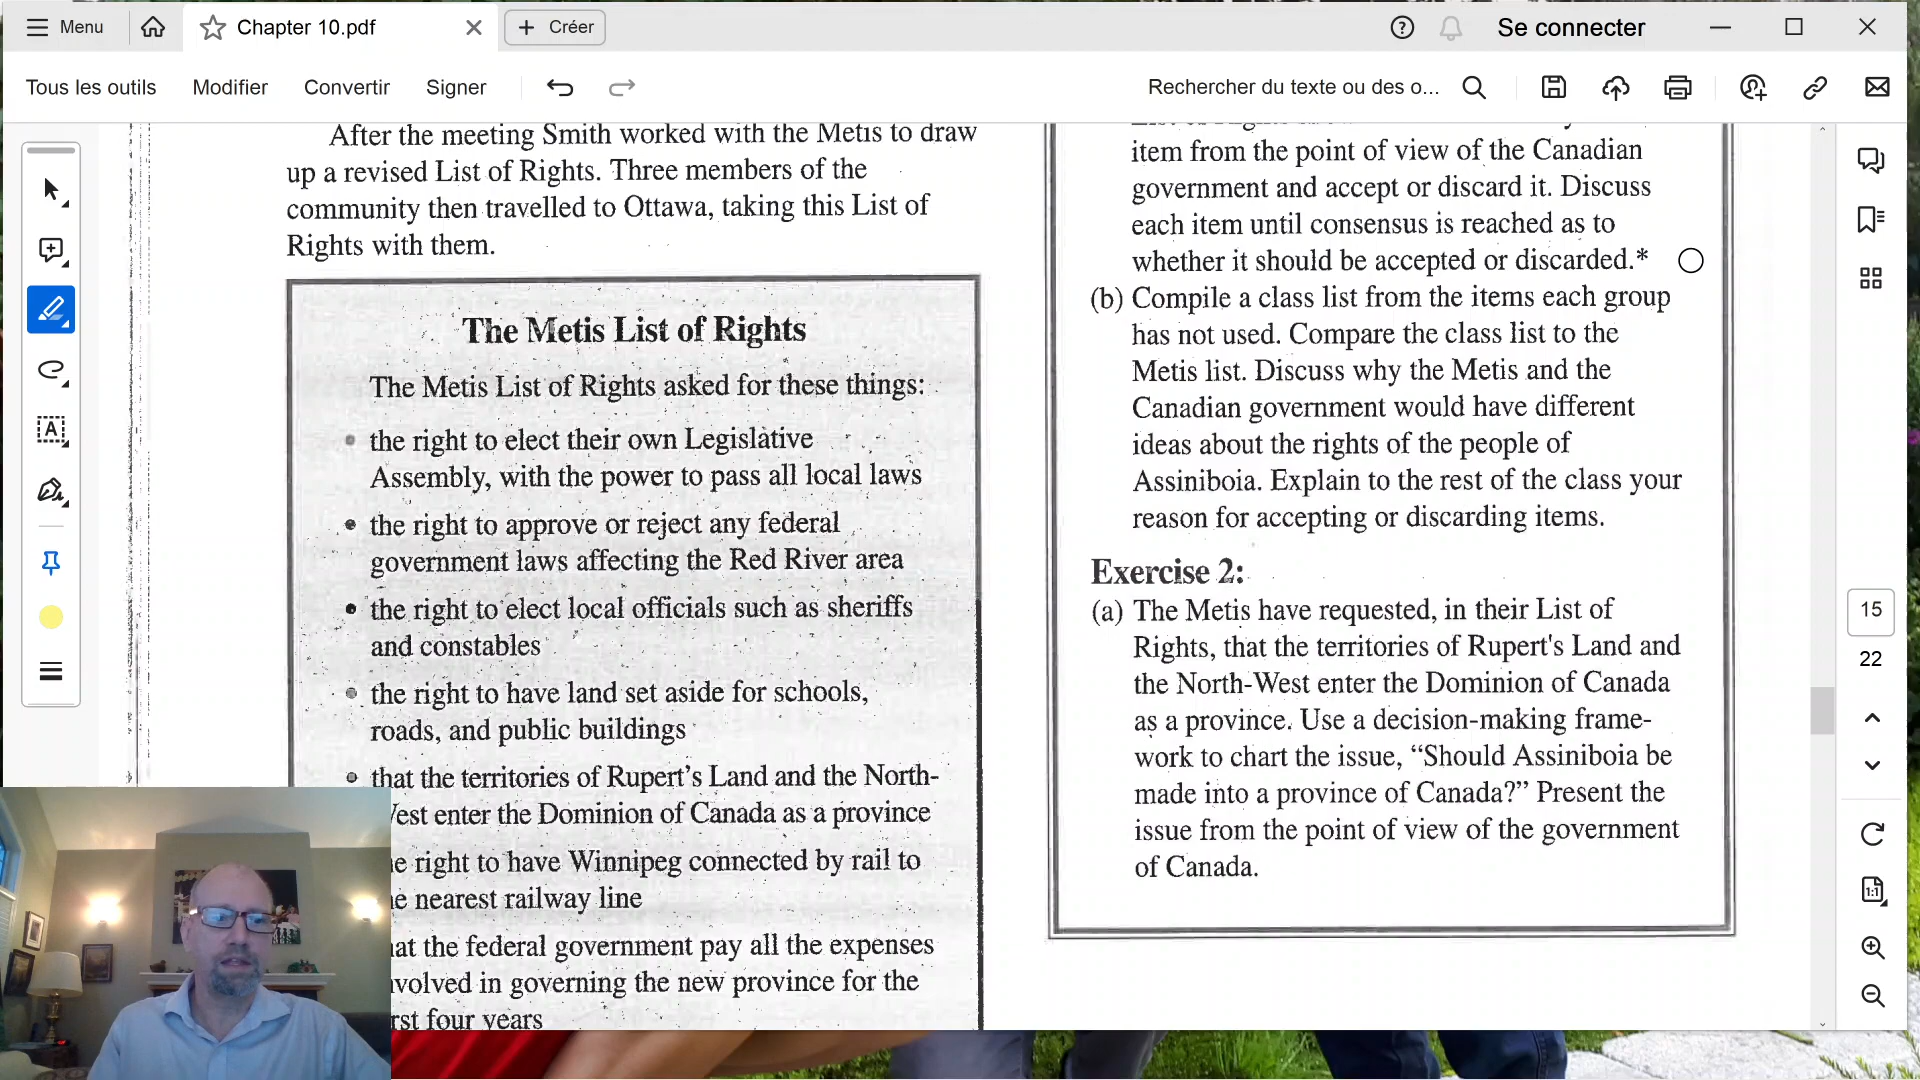 Menu
Chapter 10.pdf
Créer
Se connecter
Tous les outils
Modifier
Convertir
Signer
Rechercher du texte ou des o...
After the meeting Smith worked with the Metis to draw
up a revised List of Rights. Three members of the
community then travelled to Ottawa, taking this List of
Rights with them.
The Metis List of Rights
The Metis List of Rights asked for these things:
• the right to elect their own Legislative
Assembly, with the power to pass all local laws
• the right to approve or reject any federal
government laws affecting the Red River area
• the right to elect local officials such as sheriffs
and constables
• the right to have land set aside for schools,
roads, and public buildings
• that the territories of Rupert's Land and the North-
est enter the Dominion of Canada as a province
e right to have Winnipeg connected by rail to
e nearest railway line
at the federal government pay all the expenses
volved in governing the new province for the
rst four years
item from the point of view of the Canadian
government and accept or discard it. Discuss
each item until consensus is reached as to
whether it should be accepted or discarded.*
(b) Compile a class list from the items each group
has not used. Compare the class list to the
Metis list. Discuss why the Metis and the
Canadian government would have different
ideas about the rights of the people of
Assiniboia. Explain to the rest of the class your
reason for accepting or discarding items.
Exercise 2:
(a) The Metis have requested, in their List of
Rights, that the territories of Rupert's Land and
the North-West enter the Dominion of Canada
as a province. Use a decision-making frame-
work to chart the issue, “Should Assiniboia be
made into a province of Canada?” Present the
issue from the point of view of the government
of Canada.
15
22
1:1